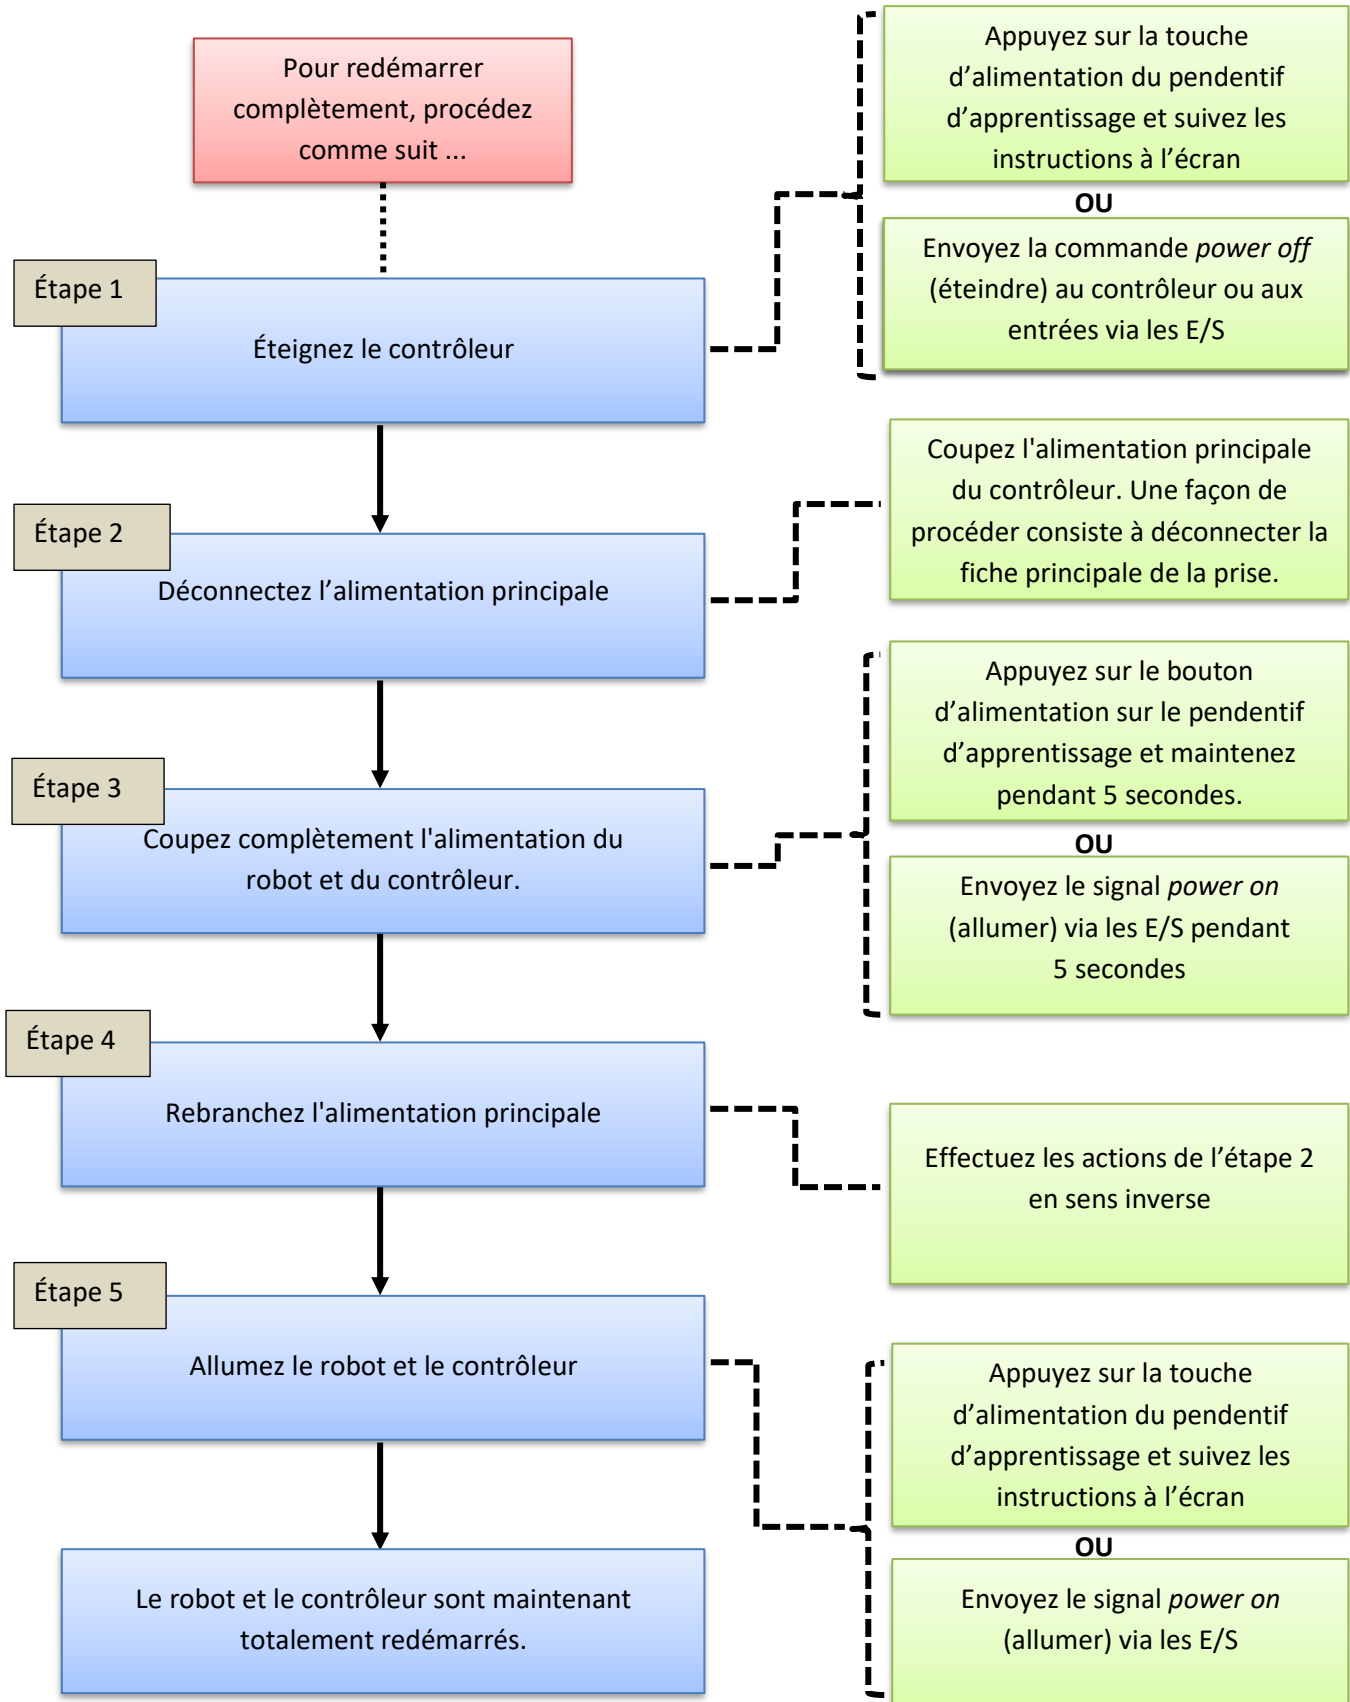 Pour redémarrer
complètement, procédez
comme suit ...
Étape 1
Éteignez le contrôleur
Appuyez sur la touche
d’alimentation du pendentif
d’apprentissage et suivez les
instructions à l’écran
OU
Envoyez la commande power off
(éteindre) au contrôleur ou aux
entrées via les E/S
Étape 2
Déconnectez l’alimentation principale
Coupez l'alimentation principale
du contrôleur. Une façon de
procéder consiste à déconnecter la
fiche principale de la prise.
Étape 3
Coupez complètement l'alimentation du
robot et du contrôleur.
Appuyez sur le bouton
d’alimentation sur le pendentif
d’apprentissage et maintenez
pendant 5 secondes.
OU
Envoyez le signal power on
(allumer) via les E/S pendant
5 secondes
Étape 4
Rebranchez l'alimentation principale
Effectuez les actions de l’étape 2
en sens inverse
Étape 5
Allumez le robot et le contrôleur
Appuyez sur la touche
d’alimentation du pendentif
d’apprentissage et suivez les
instructions à l’écran
OU
Envoyez le signal power on
(allumer) via les E/S
Le robot et le contrôleur sont maintenant
totalement redémarrés.